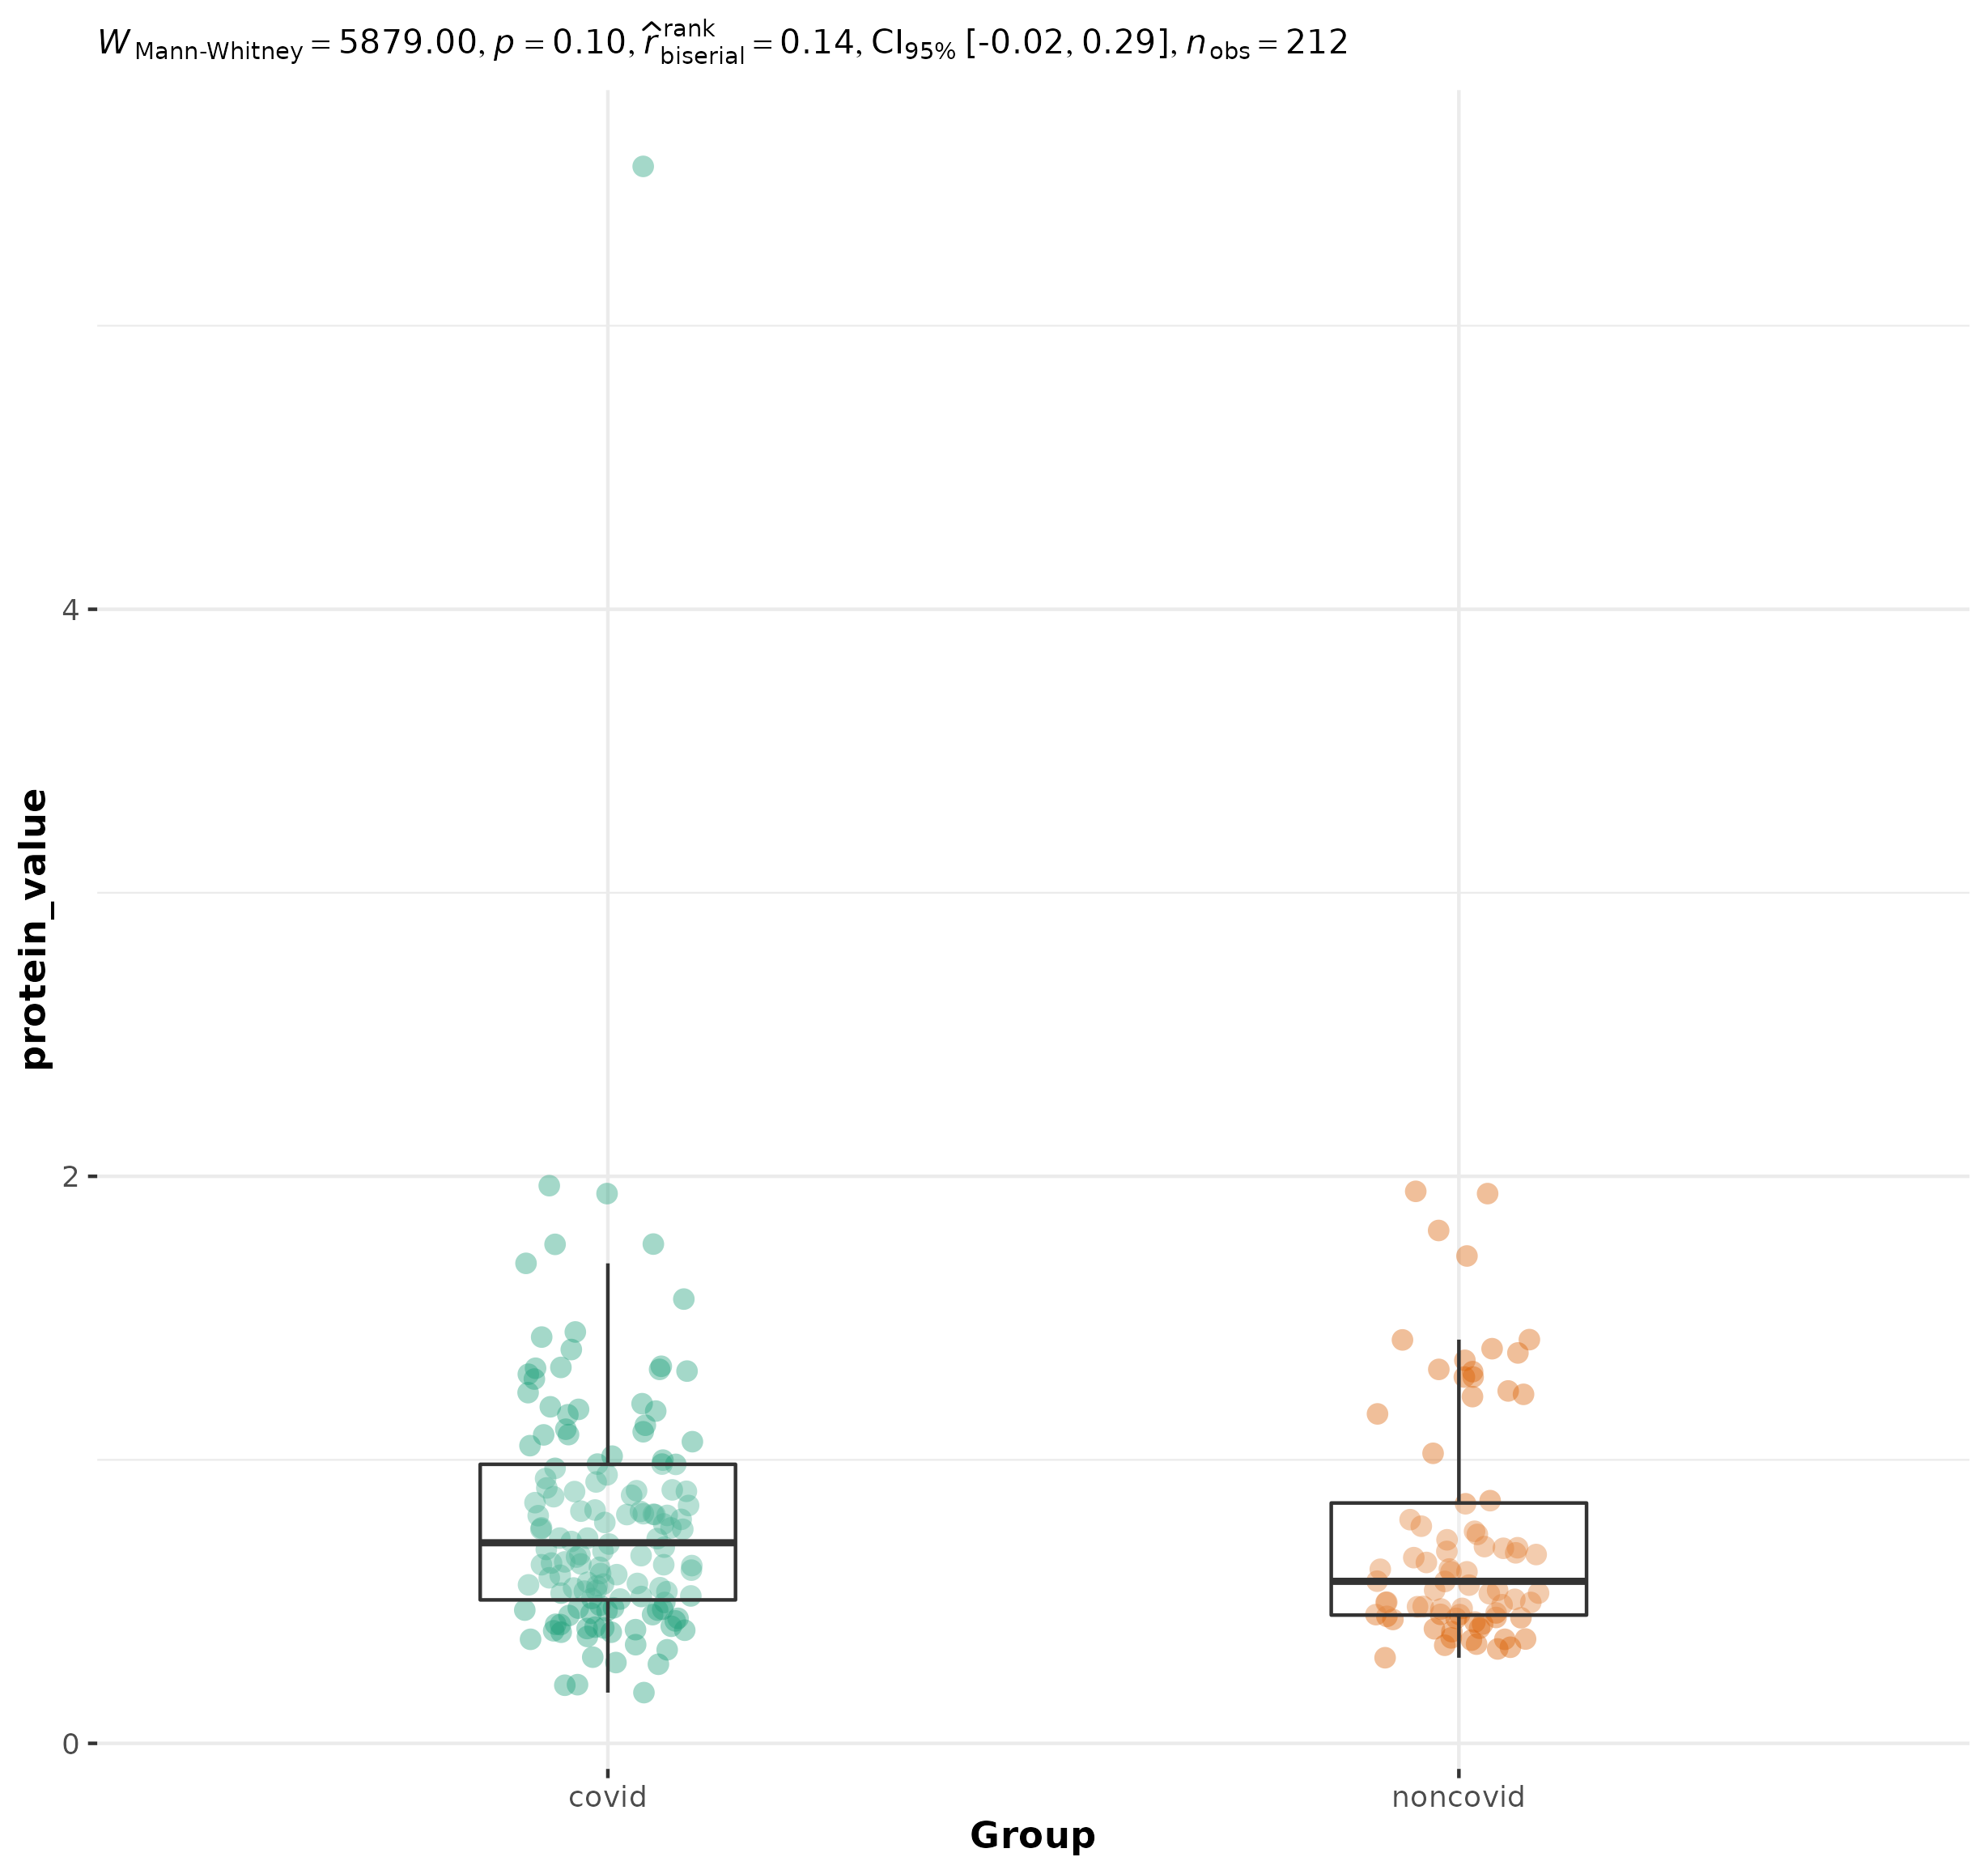 W Mann-Whitney = 5879.00, p = 0.10, r̂ rank biserial = 0.14, CI95% [-0.02, 0.29], nobs = 212
protein_value
4
2
0
covid noncovid
Group